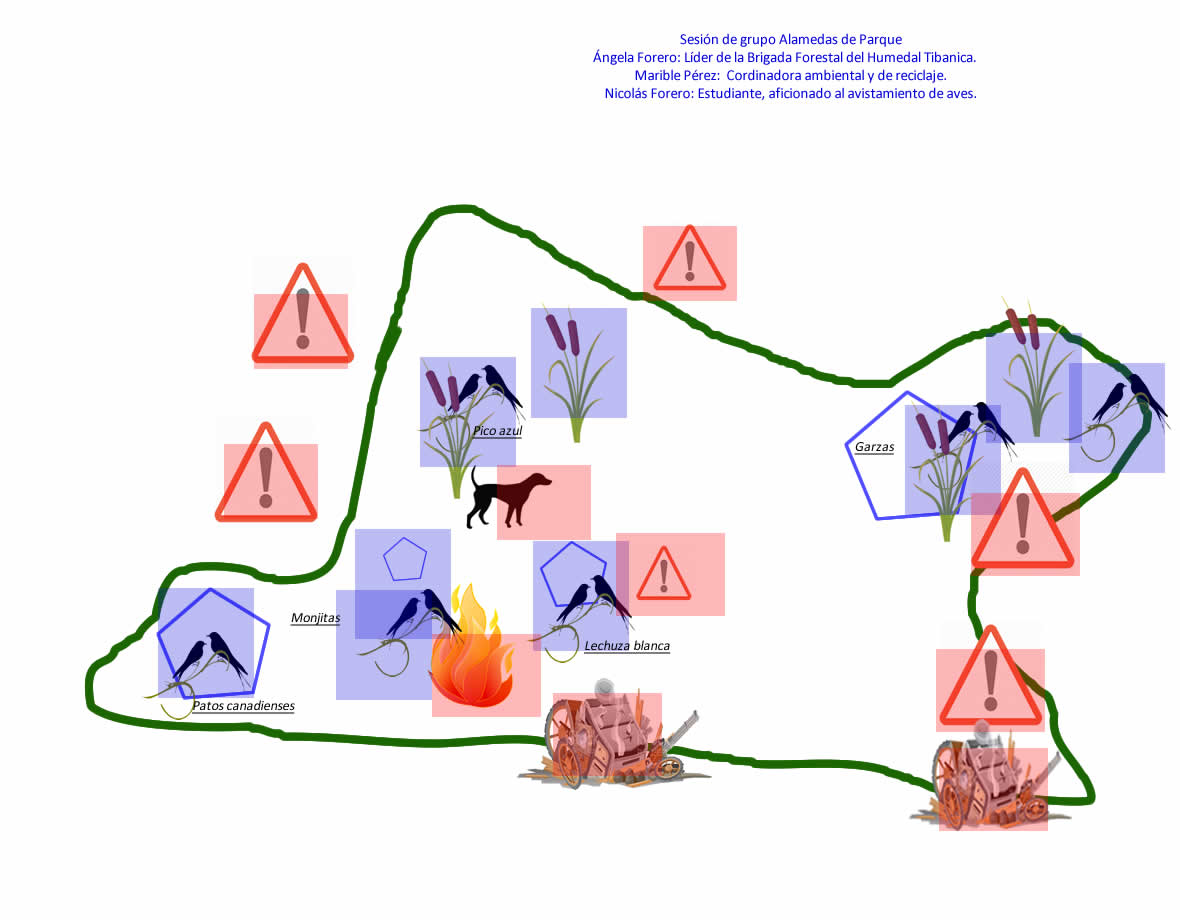 Sesión de grupo Alamedas de Parque
Ángela Forero: Líder de la Brigada Forestal del Humedal Tibanica.
Marible Pérez:  Cordinadora ambiental y de reciclaje.
Nicolás Forero: Estudiante, aficionado al avistamiento de aves.
Pico azul
Garzas
Monjitas
Lechuza blanca
Patos canadienses